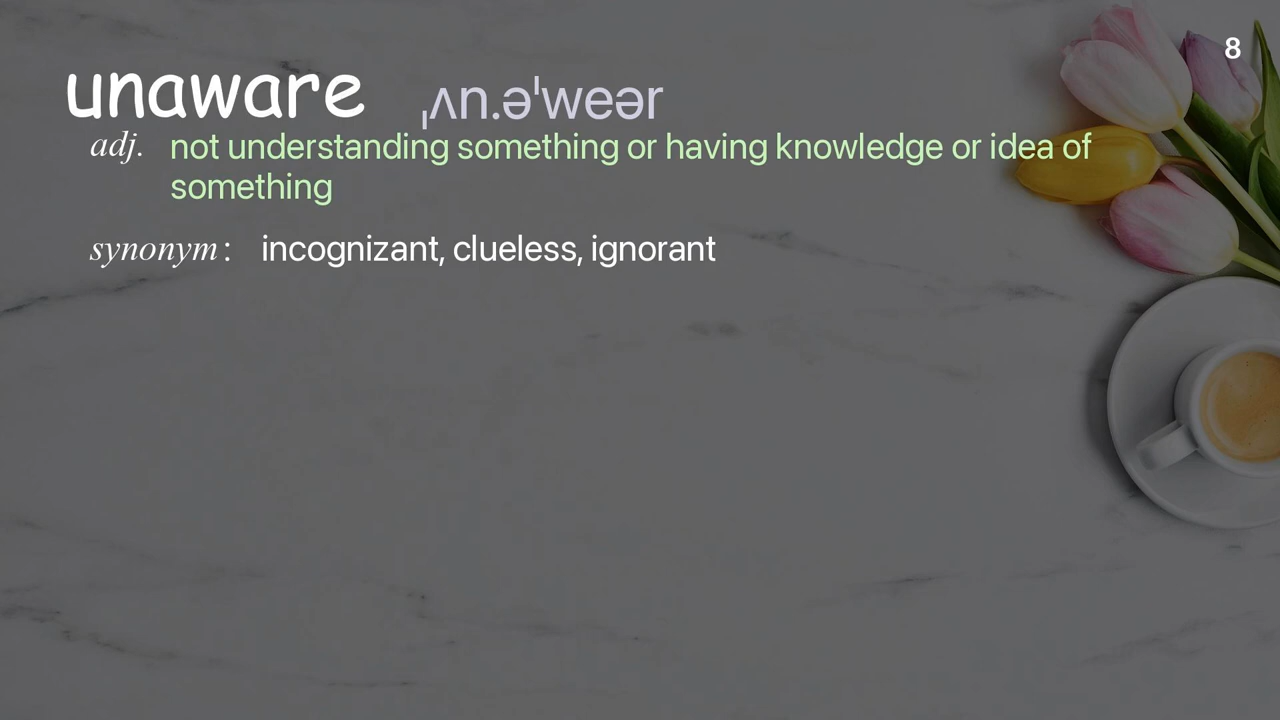 8
unaware ˌʌn.əˈweər
adj. not understanding something or having knowledge or idea of
something
synonym : incognizant, clueless, ignorant